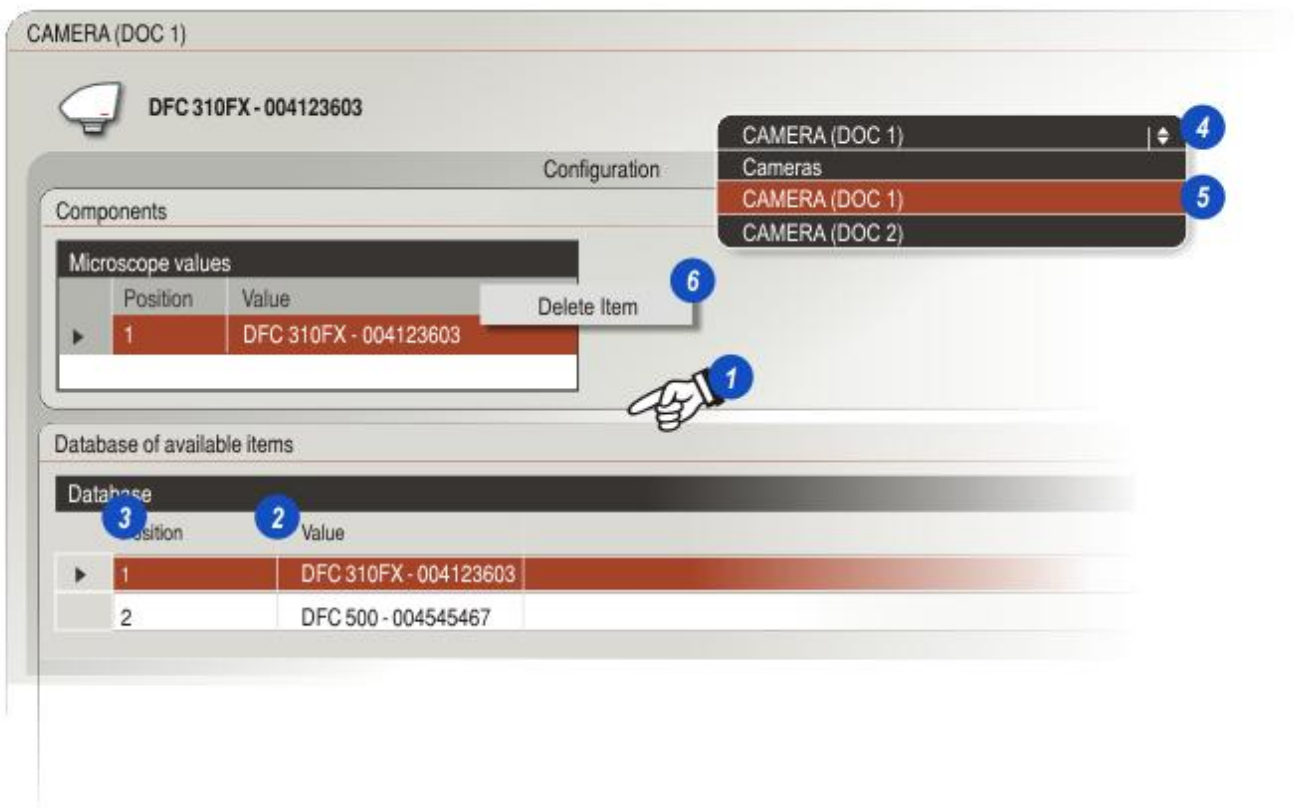 CAMERA (DOC 1)
DFC 310FX - 004123603
CAMERA (DOC 1)
4
Configuration
Cameras
CAMERA (DOC 1)
5
CAMERA (DOC 2)
Components
Microscope values
6
Position Value
Delete Item
1 DFC 310FX - 004123603
1
Database of available items
Database
3 2
Position Value
1 DFC 310FX - 004123603
2 DFC 500 - 004545467